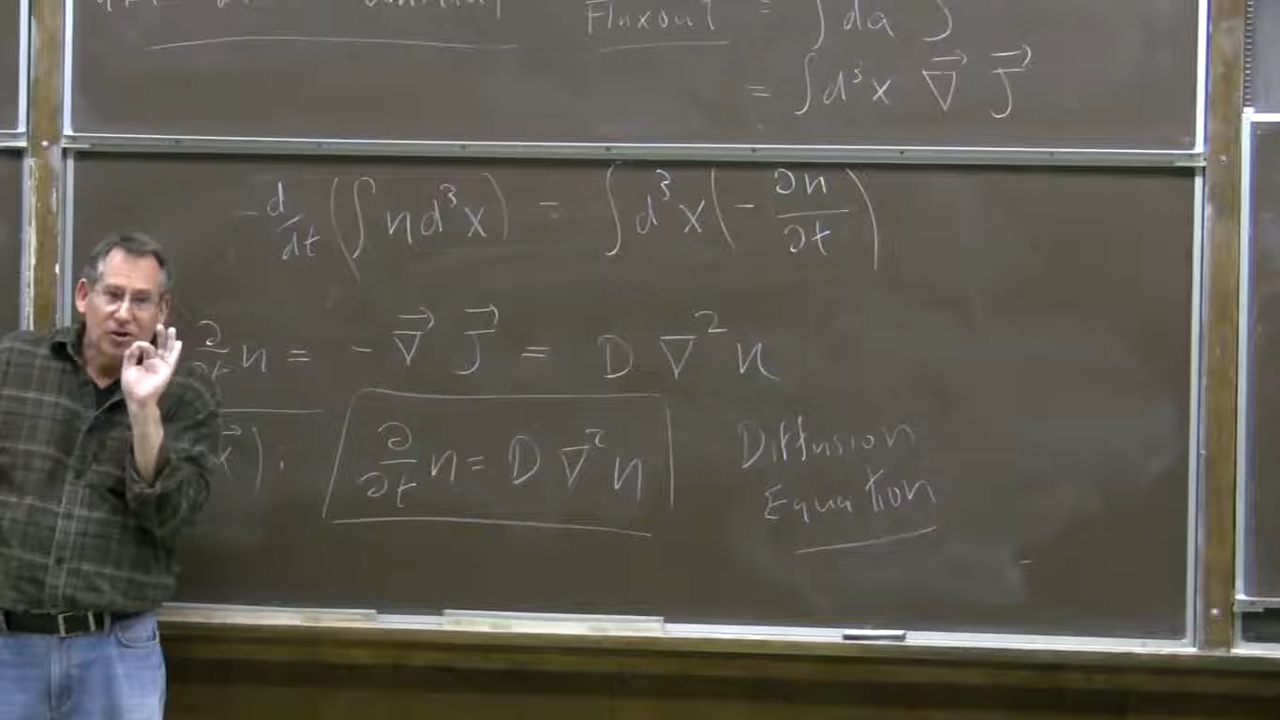 Flux out = ∫ da J
= ∫ d³x ∇⃗ J⃗
- d/dt (∫ n d³x) = ∫ d³x (- ∂n/∂t)
∂/∂t n = - ∇⃗ J⃗ = D ∇² n
x⃗) : ∂/∂t n = D ∇² n Diffusion
Equation